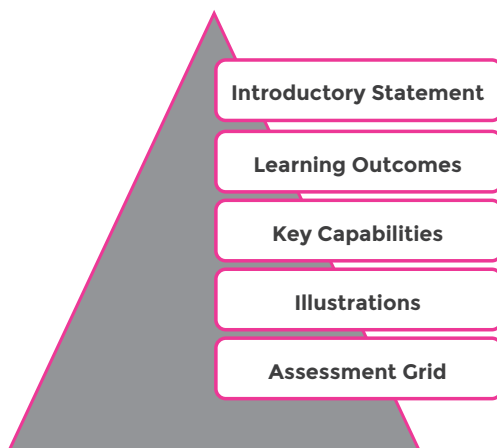 Introductory Statement
Learning Outcomes
Key Capabilities
Illustrations
Assessment Grid